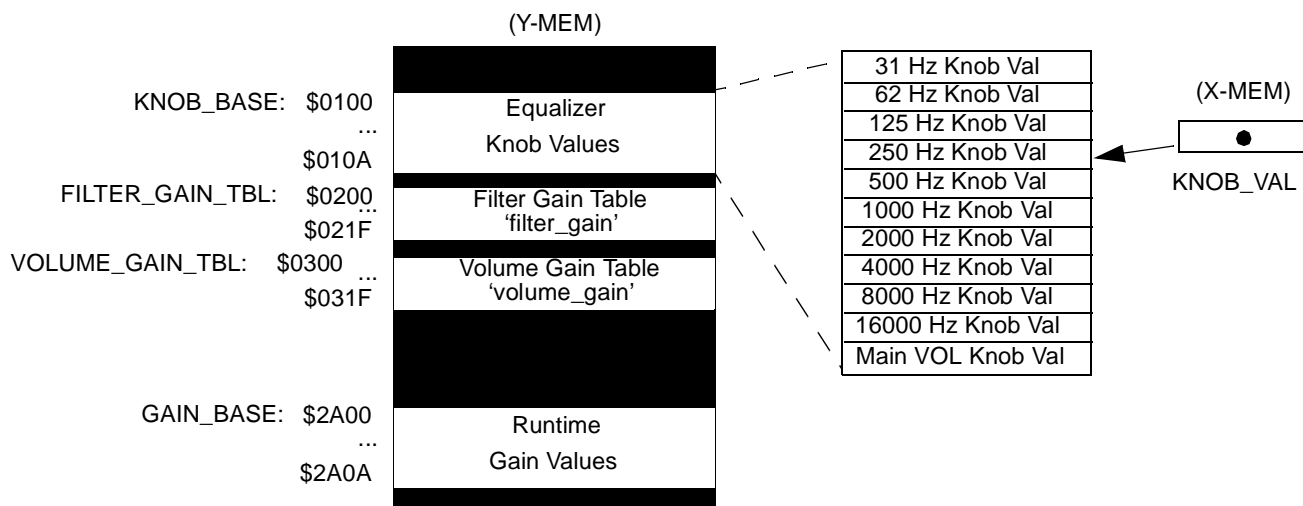 (Y-MEM)
KNOB_BASE: $0100
...
$010A
Equalizer
Knob Values
FILTER_GAIN_TBL: $0200
...
$021F
Filter Gain Table
‘filter_gain’
VOLUME_GAIN_TBL: $0300
...
$031F
Volume Gain Table
‘volume_gain’
GAIN_BASE: $2A00
...
$2A0A
Runtime
Gain Values
31 Hz Knob Val
62 Hz Knob Val
125 Hz Knob Val
250 Hz Knob Val
500 Hz Knob Val
1000 Hz Knob Val
2000 Hz Knob Val
4000 Hz Knob Val
8000 Hz Knob Val
16000 Hz Knob Val
Main VOL Knob Val
(X-MEM)
KNOB_VAL